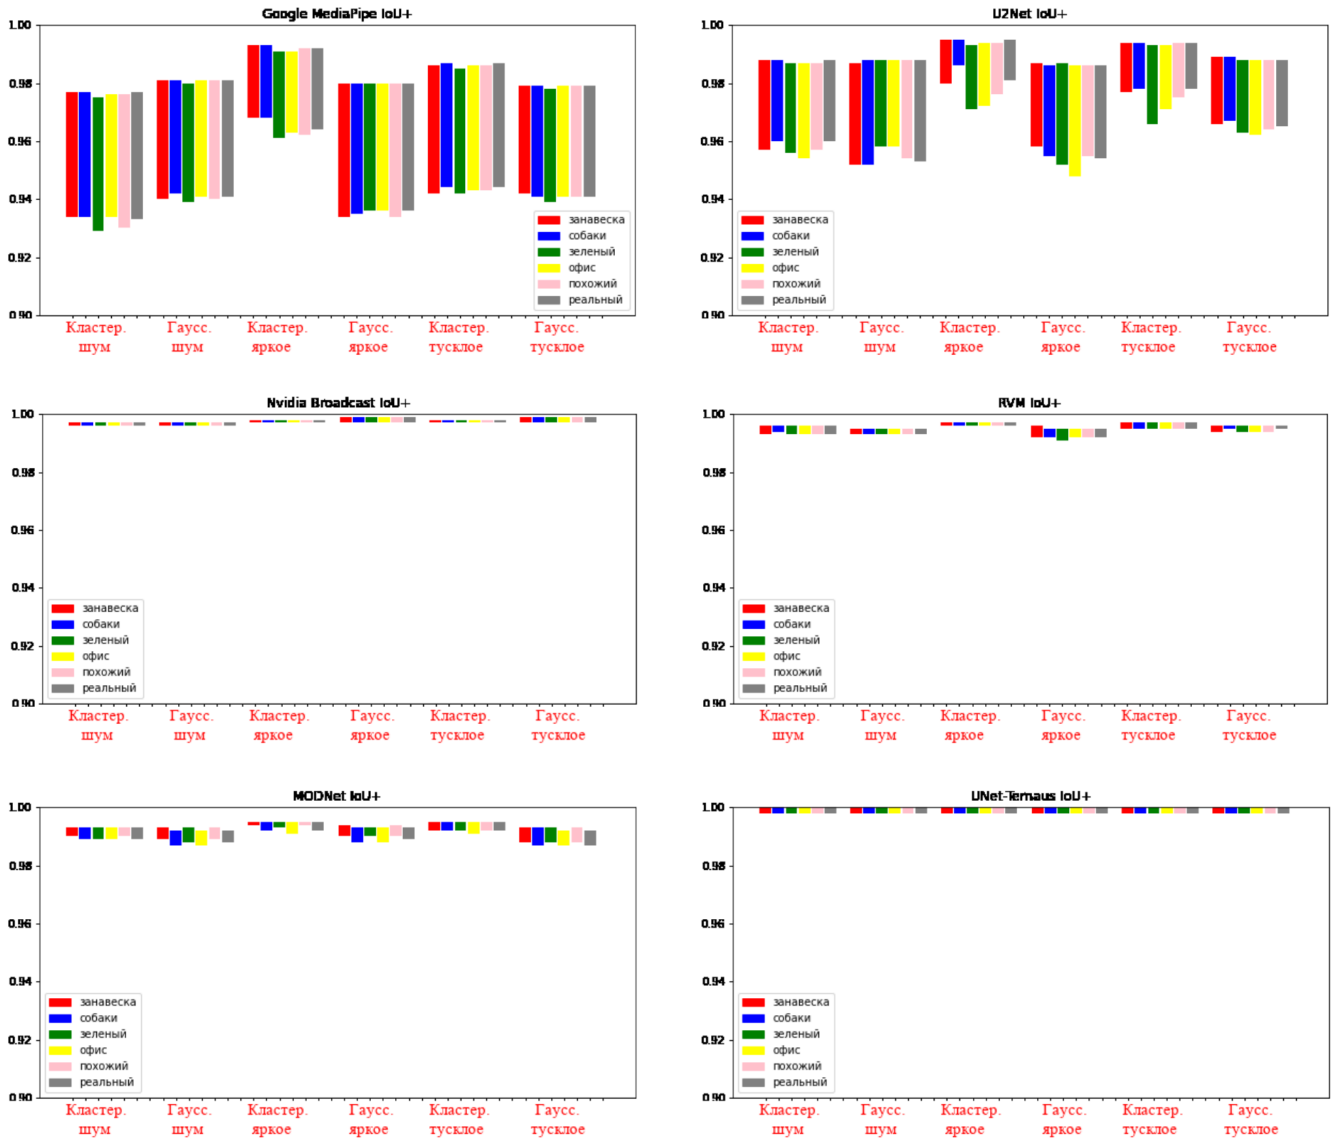 Google MediaPipe IoU+
1.00
0.98
0.96
0.94
0.92
0.90
занавеска
собаки
зеленый
офис
похожий
реальный
Кластер. Гаусс. Кластер. Гаусс. Кластер. Гаусс.
шум шум яркое яркое тусклое тусклое
U2Net IoU+
1.00
0.98
0.96
0.94
0.92
0.90
занавеска
собаки
зеленый
офис
похожий
реальный
Кластер. Гаусс. Кластер. Гаусс. Кластер. Гаусс.
шум шум яркое яркое тусклое тусклое
Nvidia Broadcast IoU+
1.00
0.98
0.96
0.94
0.92
0.90
занавеска
собаки
зеленый
офис
похожий
реальный
Кластер. Гаусс. Кластер. Гаусс. Кластер. Гаусс.
шум шум яркое яркое тусклое тусклое
RVM IoU+
1.00
0.98
0.96
0.94
0.92
0.90
занавеска
собаки
зеленый
офис
похожий
реальный
Кластер. Гаусс. Кластер. Гаусс. Кластер. Гаусс.
шум шум яркое яркое тусклое тусклое
MODNet IoU+
1.00
0.98
0.96
0.94
0.92
0.90
занавеска
собаки
зеленый
офис
похожий
реальный
Кластер. Гаусс. Кластер. Гаусс. Кластер. Гаусс.
шум шум яркое яркое тусклое тусклое
UNet-Ternaus IoU+
1.00
0.98
0.96
0.94
0.92
0.90
занавеска
собаки
зеленый
офис
похожий
реальный
Кластер. Гаусс. Кластер. Гаусс. Кластер. Гаусс.
шум шум яркое яркое тусклое тусклое